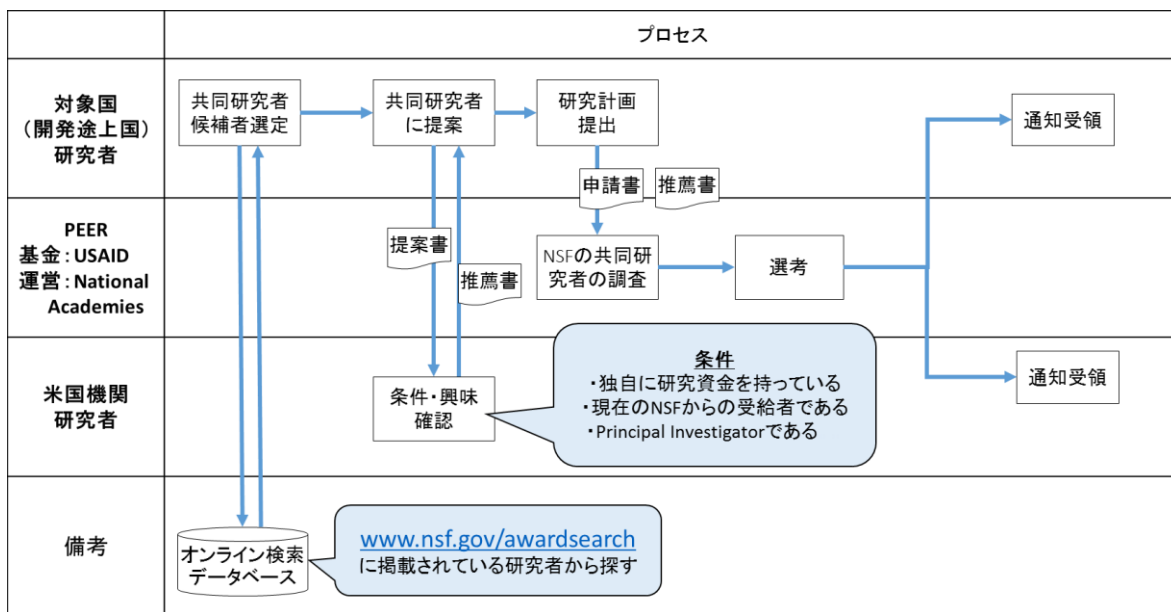 プロセス
対象国
（開発途上国）
研究者
共同研究者
候補者選定
共同研究者
に提案
研究計画
提出
通知受領
申請書
推薦書
PEER
基金：USAID
運営：National
Academies
提案書
推薦書
NSFの共同研
究者の調査
選考
米国機関
研究者
条件・興味
確認
条件
・独自に研究資金を持っている
・現在のNSFからの受給者である
・Principal Investigatorである
通知受領
備考
オンライン検索
データベース
www.nsf.gov/awardsearch
に掲載されている研究者から探す